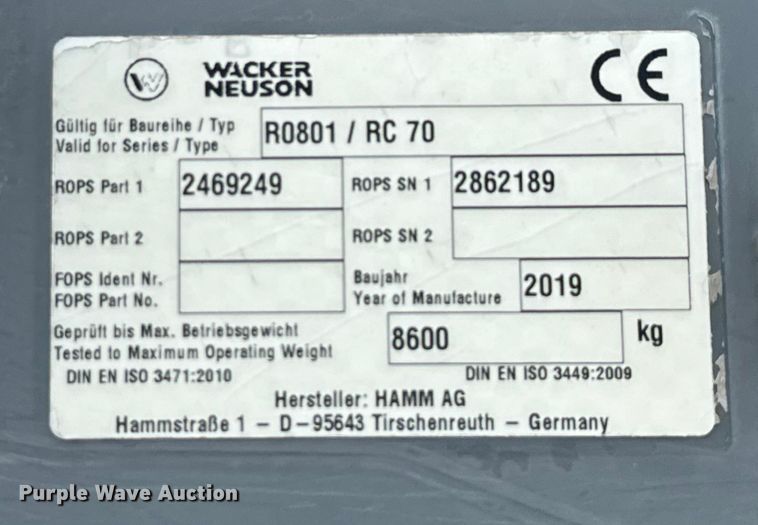 WACKER
NEUSON
CE
Gültig für Baureihe / Typ
Valid for Series / Type
R0801 / RC 70
ROPS Part 1 2469249 ROPS SN 1 2862189
ROPS Part 2 ROPS SN 2
FOPS Ident Nr.
FOPS Part No.
Baujahr
Year of Manufacture
2019
Geprüft bis Max. Betriebsgewicht
Tested to Maximum Operating Weight
8600 kg
DIN EN ISO 3471:2010 DIN EN ISO 3449:2009
Hersteller: HAMM AG
Hammstraße 1 – D–95643 Tirschenreuth – Germany
Purple Wave Auction